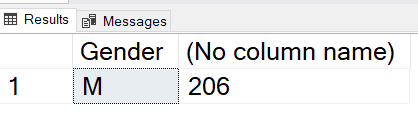 Results Messages
Gender (No column name)
1 M 206